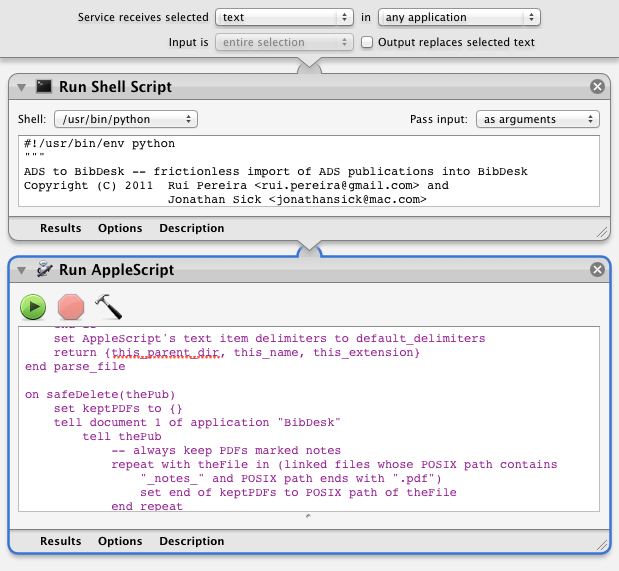 Service receives selected text in any application
Input is entire selection Output replaces selected text
Run Shell Script
Shell: /usr/bin/python Pass input: as arguments
#!/usr/bin/env python
"""
ADS to BibDesk -- frictionless import of ADS publications into BibDesk
Copyright (C) 2011  Rui Pereira <rui.pereira@gmail.com> and
                    Jonathan Sick <jonathansick@mac.com>
Results Options Description
Run AppleScript
    set AppleScript's text item delimiters to default_delimiters
    return {this_parent_dir, this_name, this_extension}
end parse_file

on safeDelete(thePub)
    set keptPDFs to {}
    tell document 1 of application "BibDesk"
        tell thePub
            -- always keep PDFs marked notes
            repeat with theFile in (linked files whose POSIX path contains
                "_notes_" and POSIX path ends with ".pdf")
                set end of keptPDFs to POSIX path of theFile
            end repeat
Results Options Description